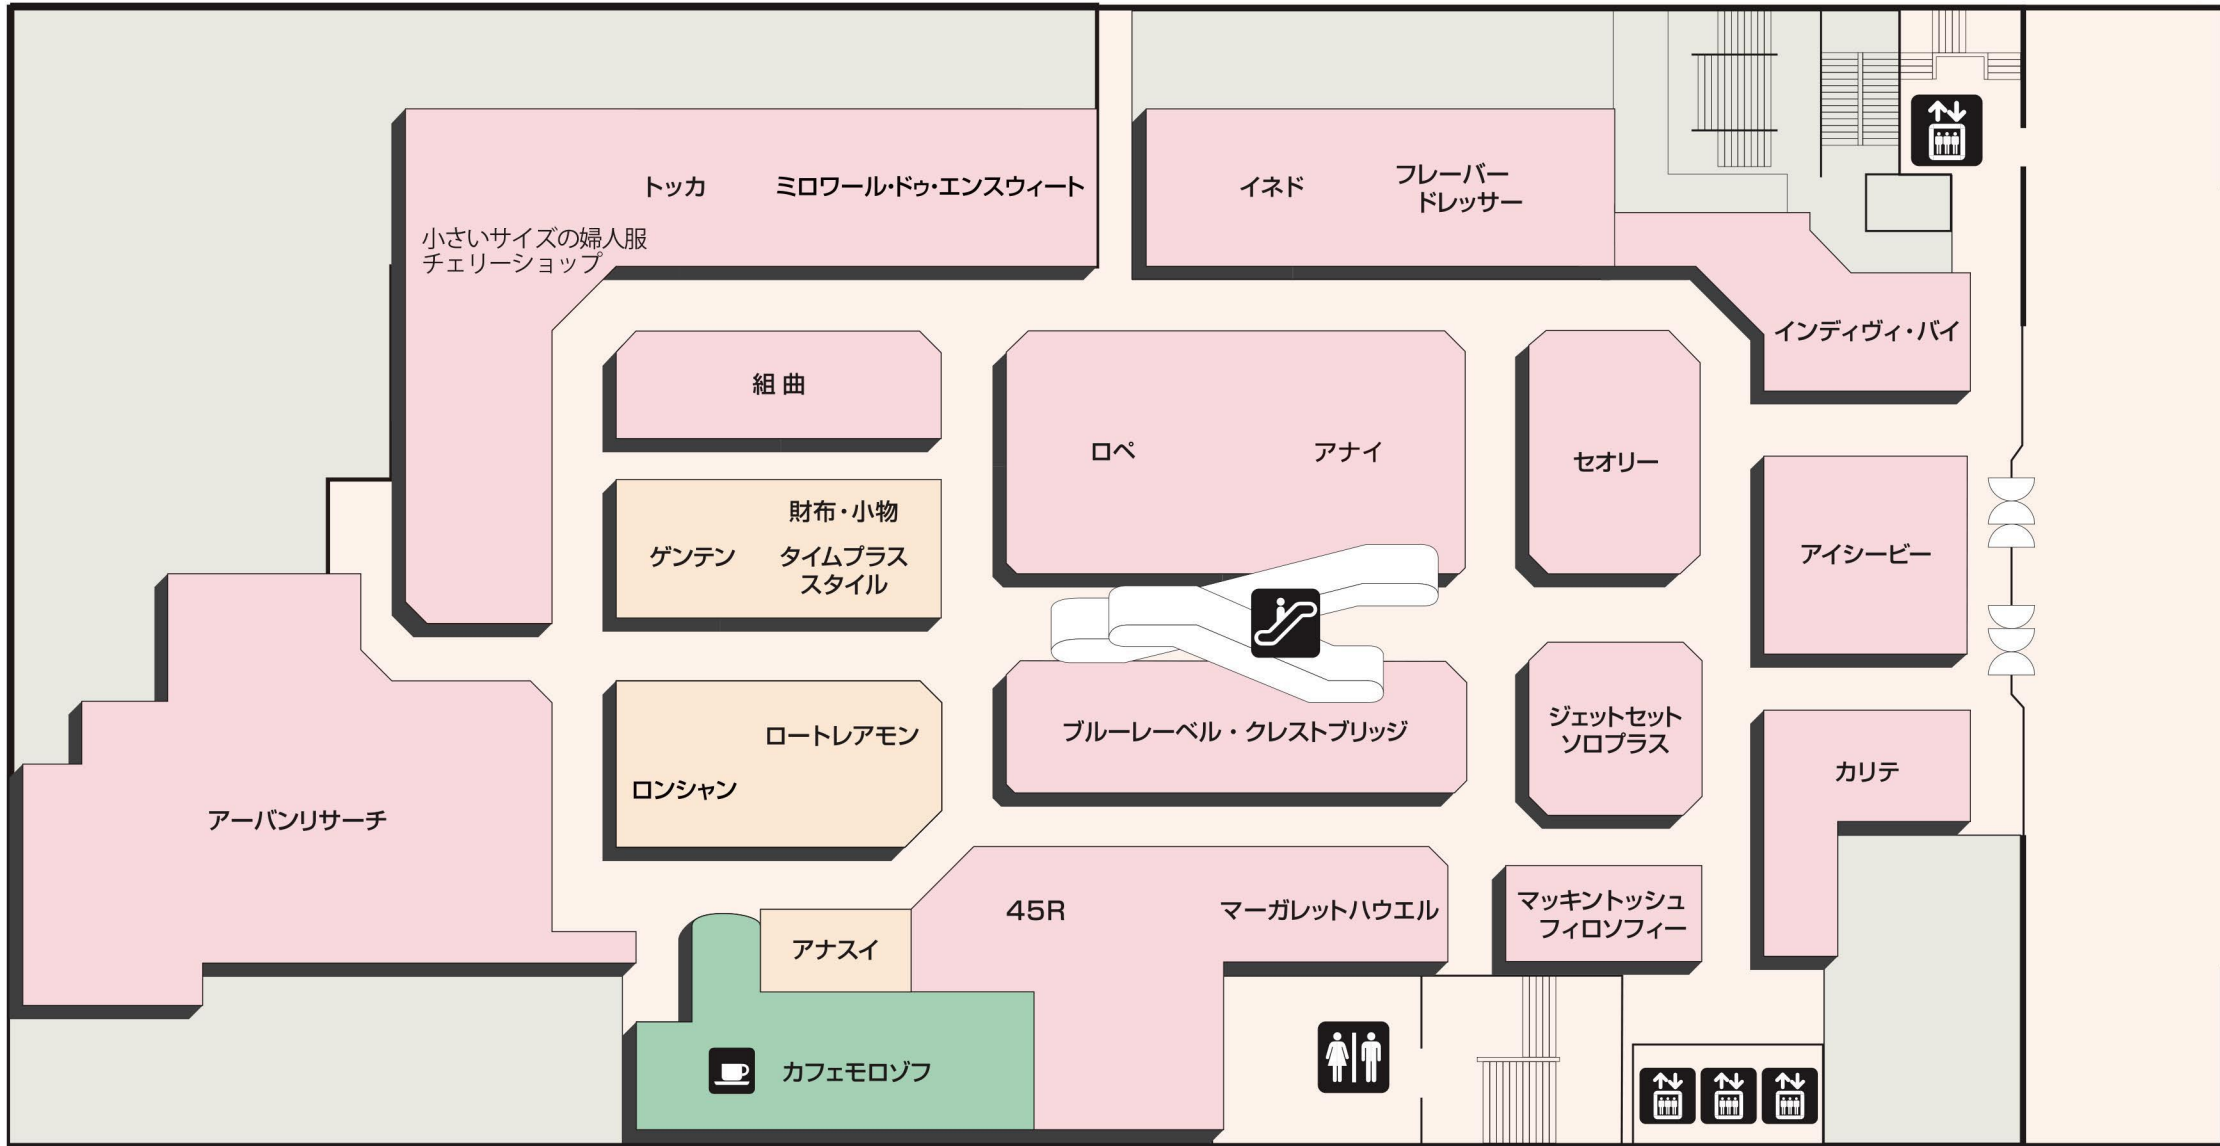 トッカ
ミロワール・ドゥ・エンスウィート
イネド
フレーバー
ドレッサー
小さいサイズの婦人服
チェリーショップ
インディヴィ・バイ
組曲
ロペ
アナイ
セオリー
財布・小物
ゲンテン
タイムプラス
スタイル
アイシービー
ロートレアモン
ロンシャン
ブルーレーベル・クレストブリッジ
ジェットセット
ソロプラス
カリテ
アーバンリサーチ
アナスイ
45R
マーガレットハウエル
マッキントッシュ
フィロソフィー
カフェモロゾフ